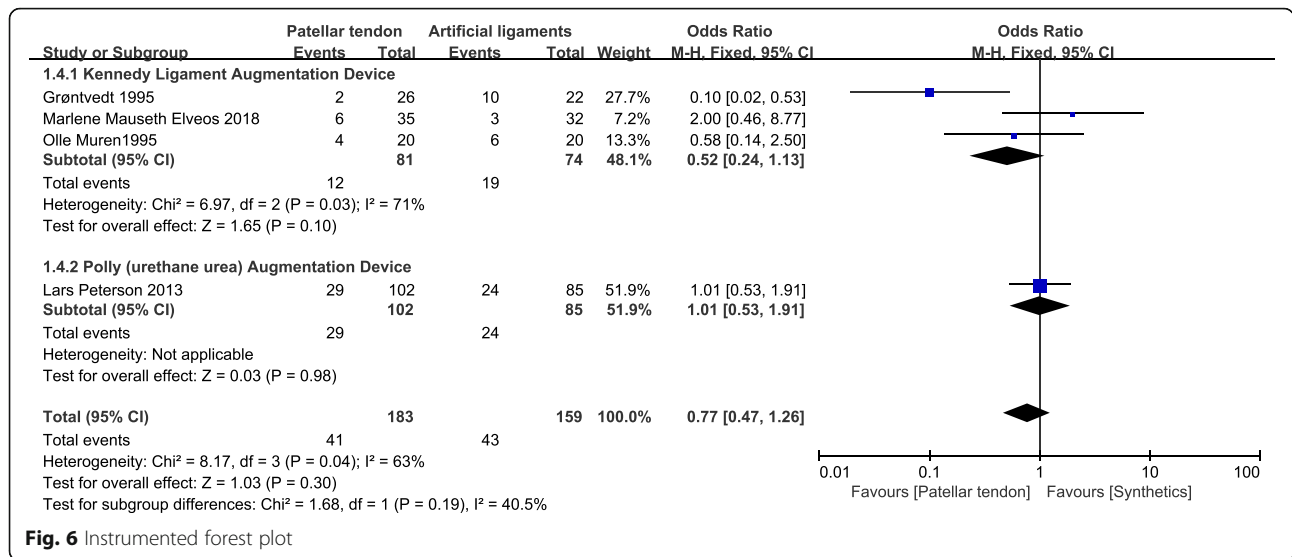 Patellar tendon Artificial ligaments Odds Ratio Odds Ratio
Study or Subgroup Events Total Events Total Weight M-H, Fixed, 95% CI M-H, Fixed, 95% CI
1.4.1 Kennedy Ligament Augmentation Device
Grøntvedt 1995 2 26 10 22 27.7% 0.10 [0.02, 0.53]
Marlene Mauseth Elveos 2018 6 35 3 32 7.2% 2.00 [0.46, 8.77]
Olle Muren1995 4 20 6 20 13.3% 0.58 [0.14, 2.50]
Subtotal (95% CI) 81 74 48.1% 0.52 [0.24, 1.13]
Total events 12 19
Heterogeneity: Chi² = 6.97, df = 2 (P = 0.03); I² = 71%
Test for overall effect: Z = 1.65 (P = 0.10)
1.4.2 Polly (urethane urea) Augmentation Device
Lars Peterson 2013 29 102 24 85 51.9% 1.01 [0.53, 1.91]
Subtotal (95% CI) 102 85 51.9% 1.01 [0.53, 1.91]
Total events 29 24
Heterogeneity: Not applicable
Test for overall effect: Z = 0.03 (P = 0.98)
Total (95% CI) 183 159 100.0% 0.77 [0.47, 1.26]
Total events 41 43
Heterogeneity: Chi² = 8.17, df = 3 (P = 0.04); I² = 63%
Test for overall effect: Z = 1.03 (P = 0.30)
Test for subgroup differences: Chi² = 1.68, df = 1 (P = 0.19), I² = 40.5%
0.01 0.1 1 10 100
Favours [Patellar tendon] Favours [Synthetics]
Fig. 6 Instrumented forest plot